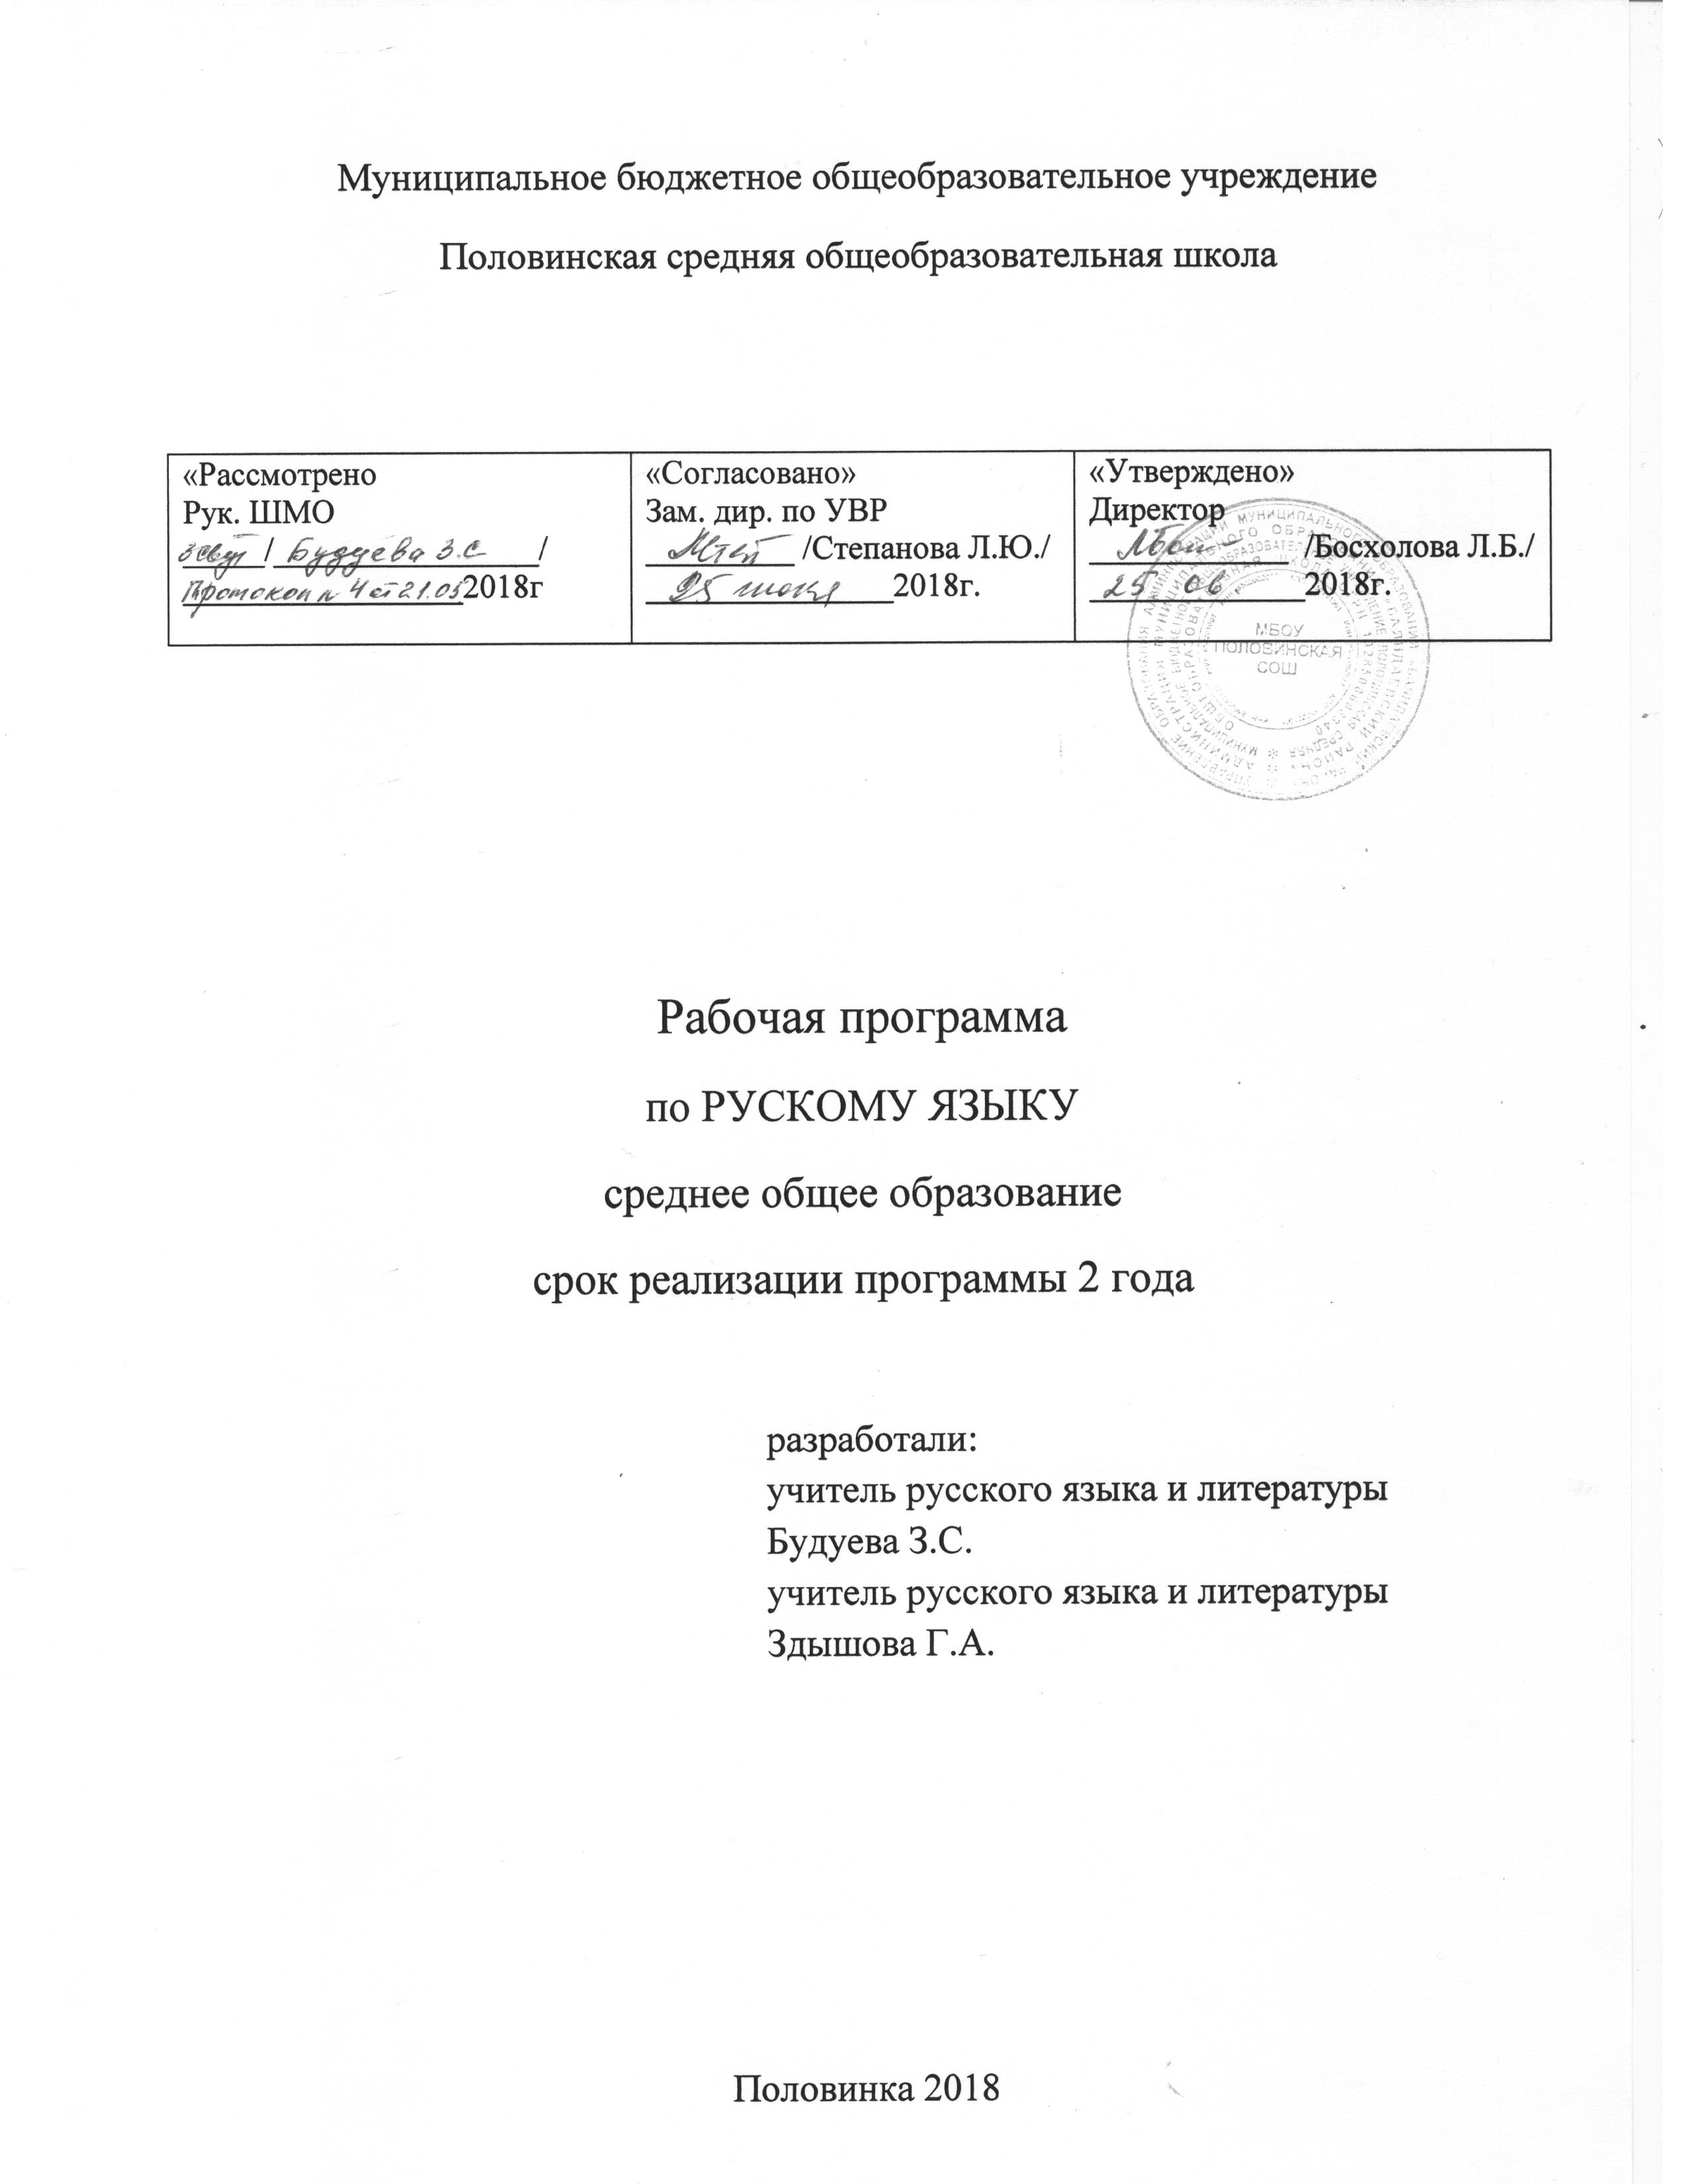 Муниципальное бюджетное общеобразовательное учреждение
Половинская средняя общеобразовательная школа
«Рассмотрено
Рук. ШМО
/ Будуева З.С /
Протокол № 4 от 21.05 2018г
«Согласовано»
Зам. дир. по УВР
/Степанова Л.Ю./
25 июня 2018г.
«Утверждено»
Директор
/Босхолова Л.Б./
25 06 2018г.
МБОУ
ПОЛОВИНСКАЯ
СОШ
Рабочая программа
по РУСКОМУ ЯЗЫКУ
среднее общее образование
срок реализации программы 2 года
разработали:
учитель русского языка и литературы
Будуева З.С.
учитель русского языка и литературы
Здышова Г.А.
Половинка 2018